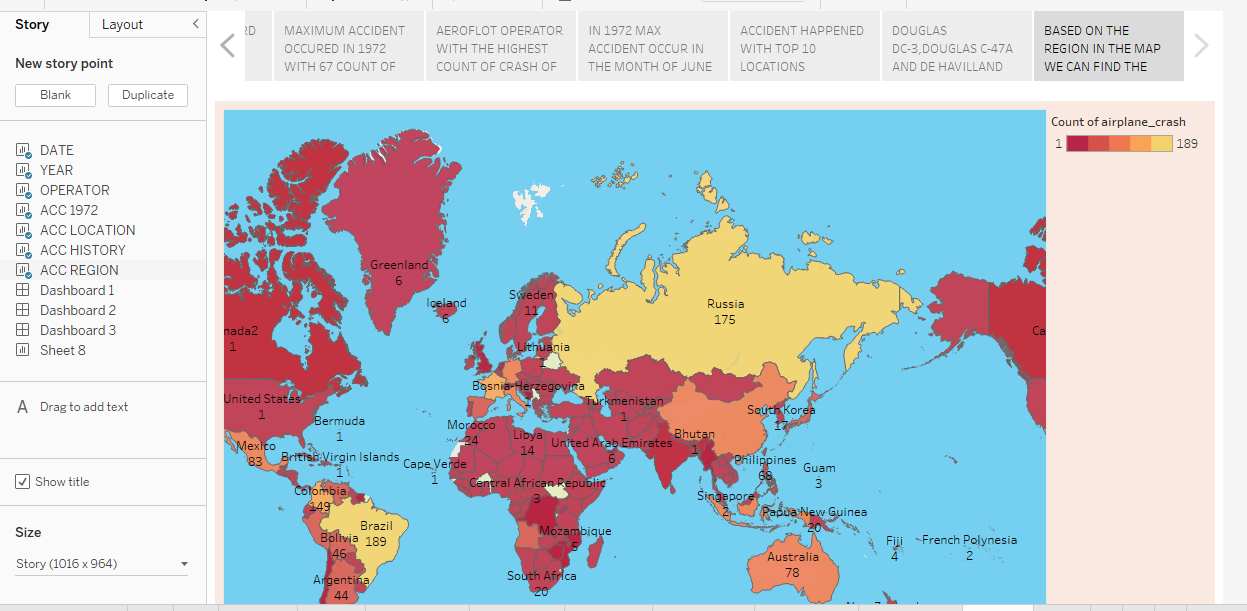 Story
Layout
New story point
Blank
Duplicate
DATE
YEAR
OPERATOR
ACC 1972
ACC LOCATION
ACC HISTORY
ACC REGION
Dashboard 1
Dashboard 2
Dashboard 3
Sheet 8
A Drag to add text
Show title
Size
Story (1016 x 964)
RD
MAXIMUM ACCIDENT
OCCURED IN 1972
WITH 67 COUNT OF
AEROFLOT OPERATOR
WITH THE HIGHEST
COUNT OF CRASH OF
IN 1972 MAX
ACCIDENT OCCUR IN
THE MONTH OF JUNE
ACCIDENT HAPPENED
WITH TOP 10
LOCATIONS
DOUGLAS
DC-3,DOUGLAS C-47A
AND DE HAVILLAND
BASED ON THE
REGION IN THE MAP
WE CAN FIND THE
Count of airplane_crash
1 189
Greenland
6
Iceland
6
Sweden
11
Russia
175
nada2
1
Ca
Lithuania
1
Bosnia-Herzegovina
1
Turkmenistan
1
United States
1
Bermuda
1
South Korea
17
Morocco
24
Libya
14
United Arab Emirates
6
Bhutan
1
Mexico
83
British Virgin Islands
1
Cape Verde
1
Philippines
68
Guam
3
Central African Republic
3
Colombia
149
Singapore
2
Papua New Guinea
20
Brazil
189
Mozambique
5
Bolivia
46
Fiji
4
French Polynesia
2
Australia
78
Argentina
44
South Africa
20